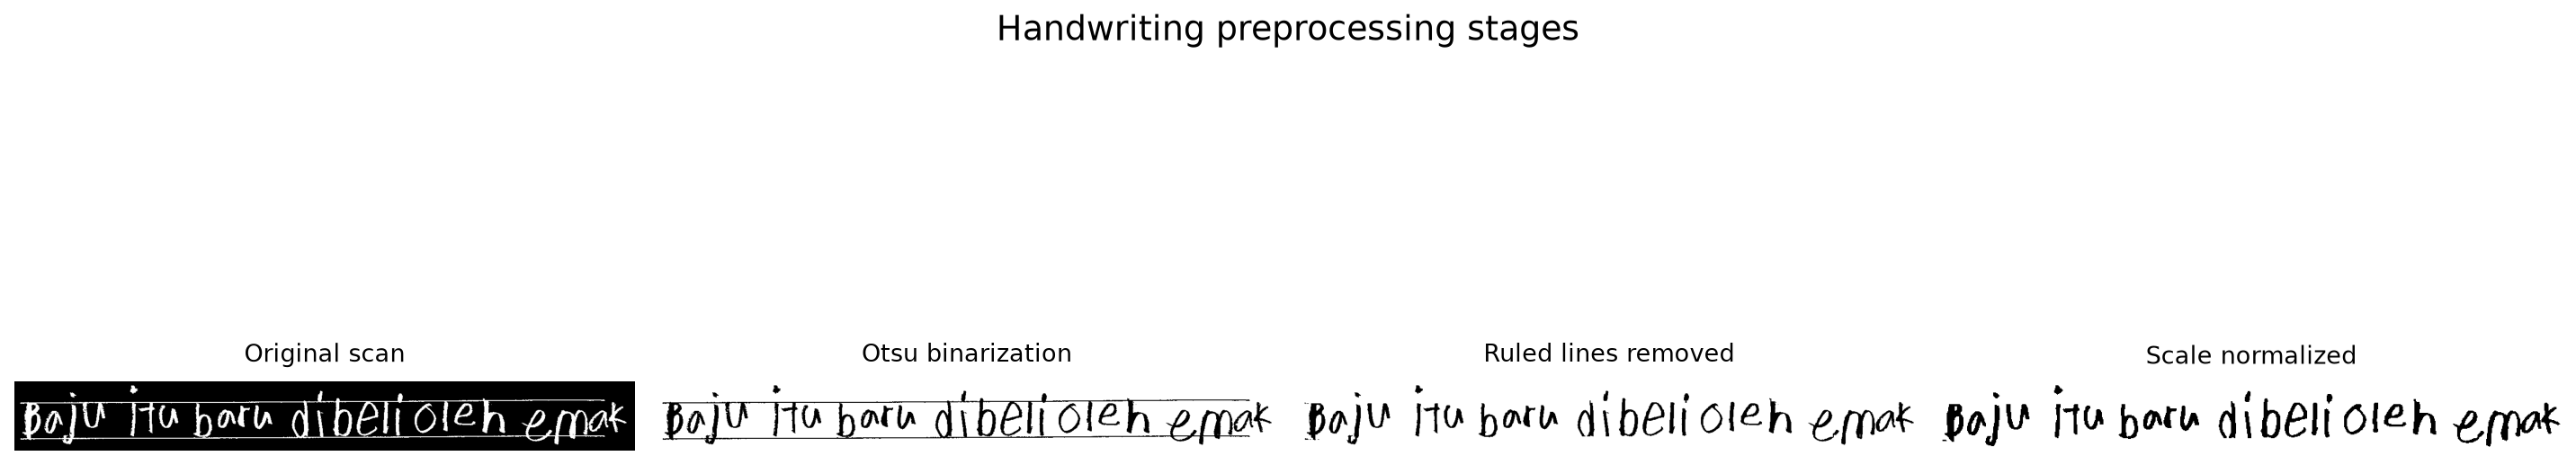 Handwriting preprocessing stages
Original scan
Otsu binarization
Ruled lines removed
Scale normalized
Baju itu baru dibeli oleh emak
Baju itu baru dibeli oleh emak
Baju itu baru dibeli oleh emak
Baju itu baru dibeli oleh emak